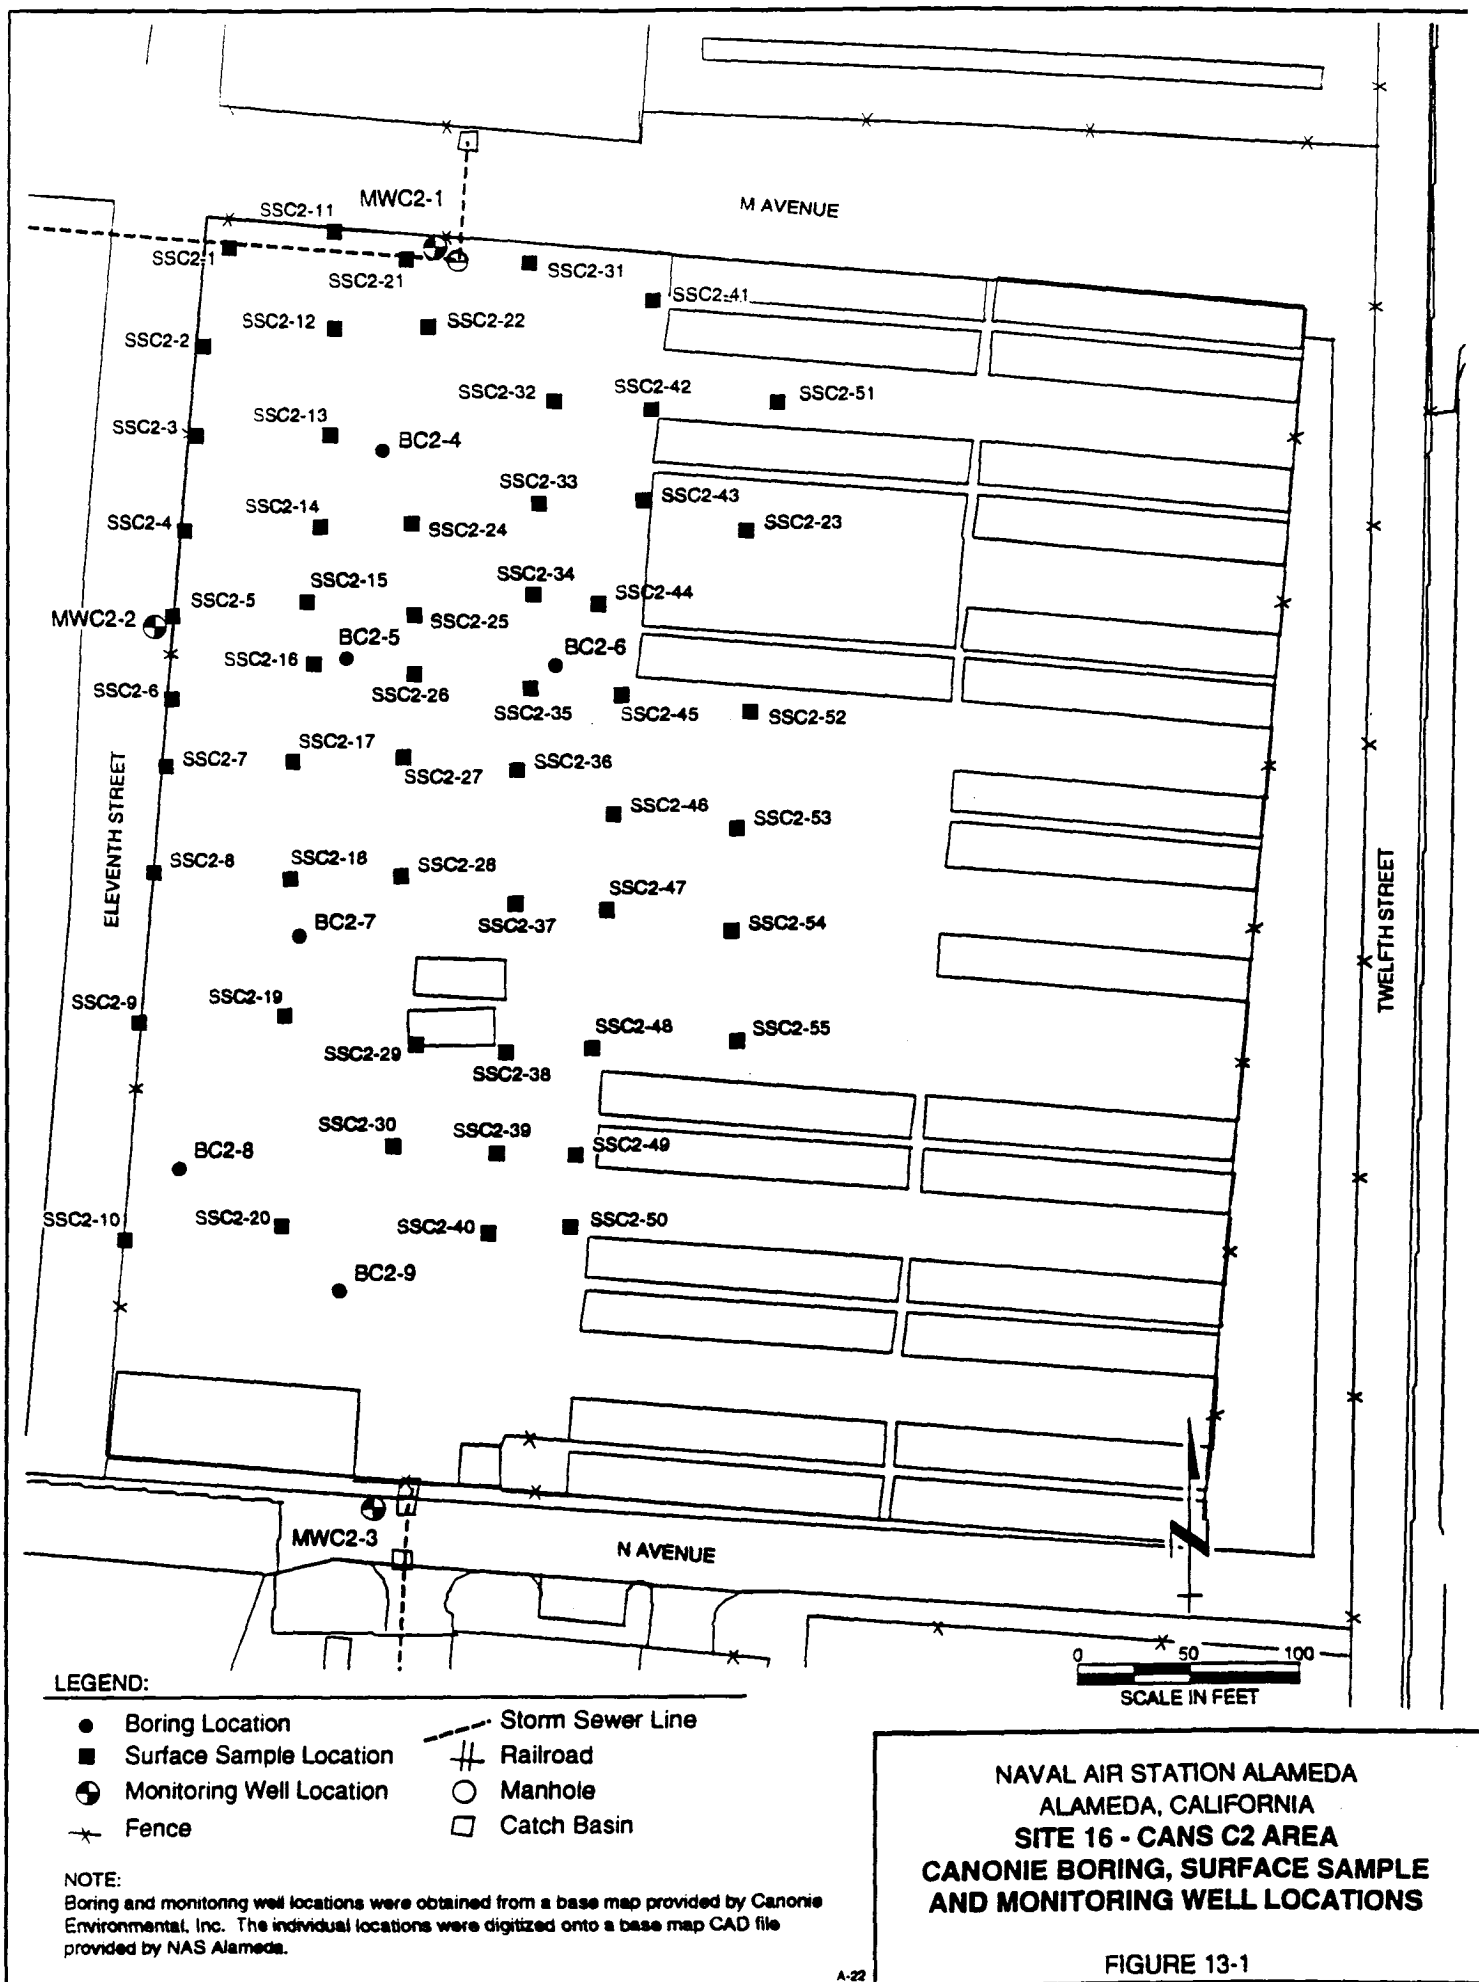 MWC2-1
SSC2-11
M AVENUE
SSC2-1
SSC2-21
SSC2-31
SSC2-41
SSC2-12
SSC2-22
SSC2-2
SSC2-32
SSC2-42
SSC2-51
SSC2-3
SSC2-13
BC2-4
SSC2-33
SSC2-43
SSC2-4
SSC2-14
SSC2-24
SSC2-23
SSC2-15
SSC2-34
SSC2-5
SSC2-44
MWC2-2
SSC2-25
BC2-5
BC2-6
SSC2-16
SSC2-6
SSC2-26
SSC2-35
SSC2-45
SSC2-52
SSC2-17
SSC2-7
SSC2-27
SSC2-36
ELEVENTH STREET
SSC2-46
SSC2-53
SSC2-8
SSC2-18
SSC2-28
SSC2-47
TWELFTH STREET
BC2-7
SSC2-37
SSC2-54
SSC2-9
SSC2-19
SSC2-29
SSC2-38
SSC2-48
SSC2-55
SSC2-30
SSC2-39
SSC2-49
BC2-8
SSC2-10
SSC2-20
SSC2-40
SSC2-50
BC2-9
MWC2-3
N AVENUE
N
0 50 100
SCALE IN FEET
LEGEND:
Boring Location
Surface Sample Location
Monitoring Well Location
Fence
Storm Sewer Line
Railroad
Manhole
Catch Basin
NOTE:
Boring and monitoring well locations were obtained from a base map provided by Canonie
Environmental, Inc. The individual locations were digitized onto a base map CAD file
provided by NAS Alameda.
A-22
NAVAL AIR STATION ALAMEDA
ALAMEDA, CALIFORNIA
SITE 16 - CANS C2 AREA
CANONIE BORING, SURFACE SAMPLE
AND MONITORING WELL LOCATIONS
FIGURE 13-1